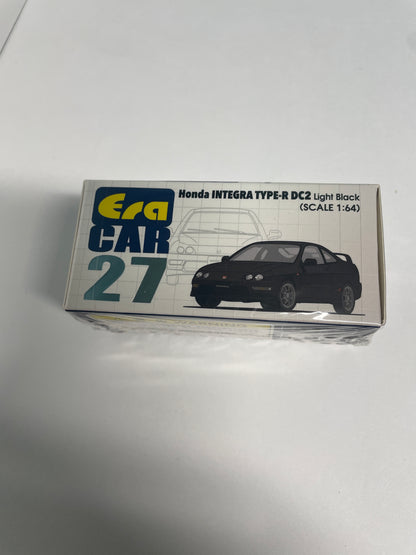 Era
CAR
27
Honda INTEGRA TYPE-R DC2 Light Black
(SCALE 1:64)
WARNING